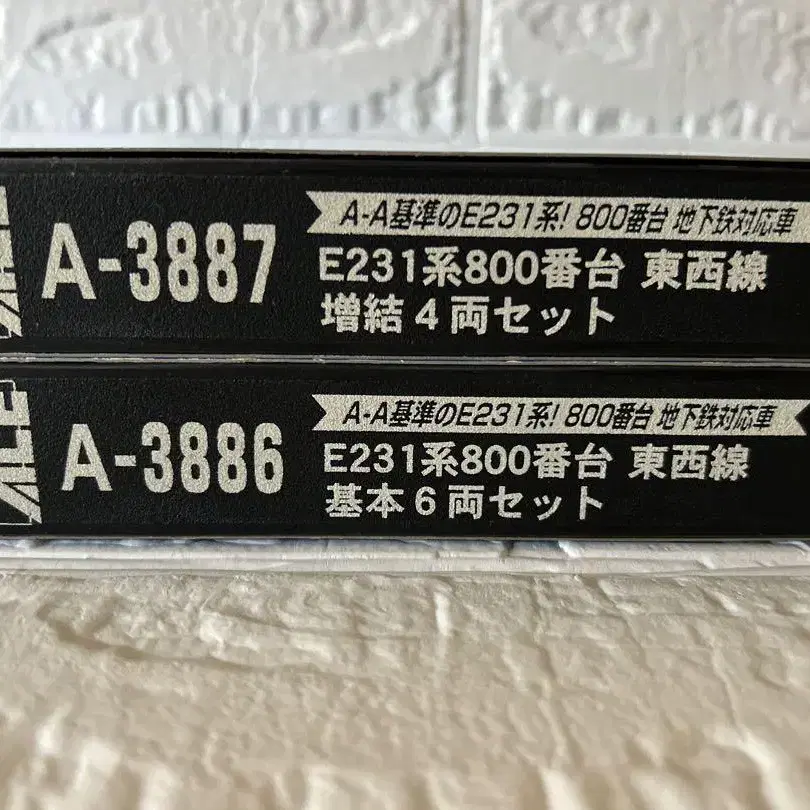 A-3887
A-A基準のE231系! 800番台 地下鉄対応車
E231系800番台 東西線
増結4両セット
A-3886
A-A基準のE231系! 800番台 地下鉄対応車
E231系800番台 東西線
基本6両セット